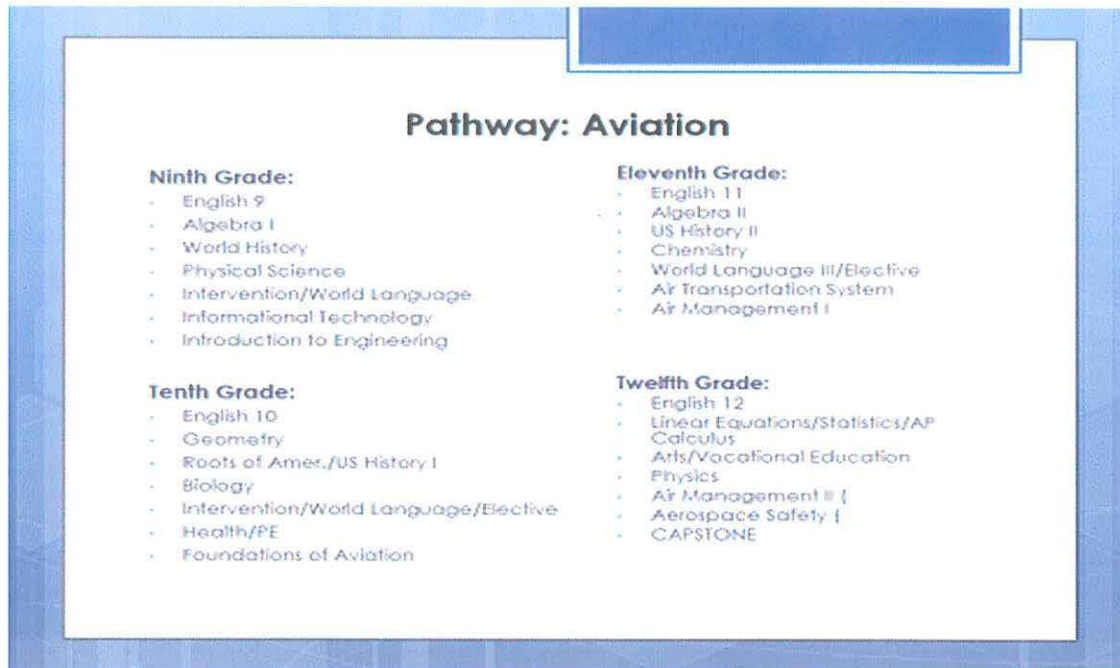 Pathway: Aviation
Ninth Grade:
English 9
Algebra I
World History
Physical Science
Intervention/World Language
Informational Technology
Introduction to Engineering
Tenth Grade:
English 10
Geometry
Roots of Amer./US History I
Biology
Intervention/World Language/Elective
Health/PE
Foundations of Aviation
Eleventh Grade:
English 11
Algebra II
US History II
Chemistry
World Language III/Elective
Air Transportation System
Air Management I
Twelfth Grade:
English 12
Linear Equations/Statistics/AP
Calculus
Arts/Vocational Education
Physics
Air Management II (
Aerospace Safety (
CAPSTONE